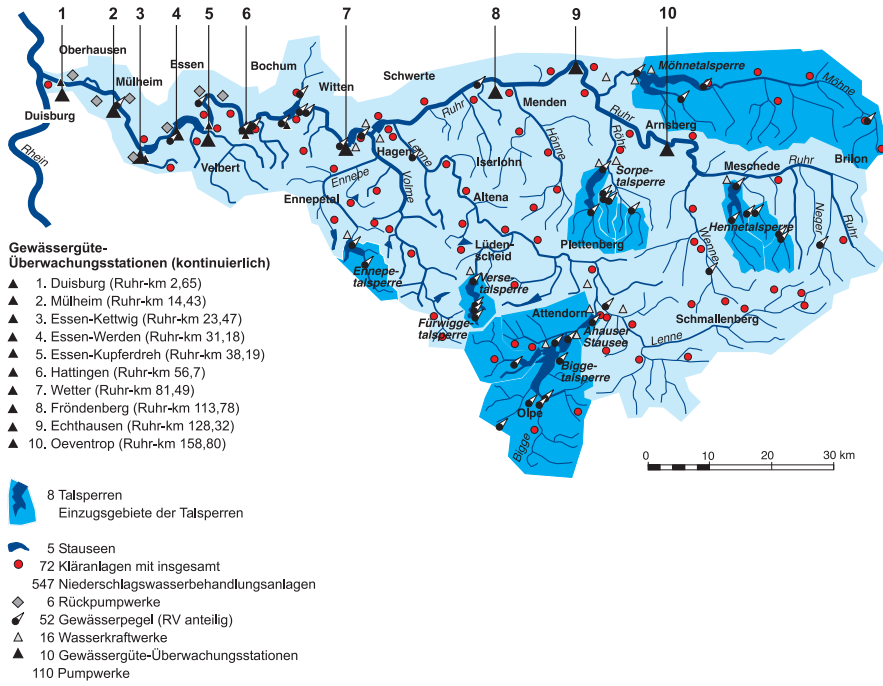 1 2 3 4 5 6 7 8 9 10
Oberhausen
Mülheim
Essen
Bochum
Witten
Schwerte
Möhnetalsperre
Möhne
Duisburg
Ruhr
Menden
Ruhr
Arnsberg
Rhein
Velbert
Hagen
Lenne
Iserlohn
Hönne
Röhr
Brilon
Ennepe
Volme
Altena
Sorpe-
talsperre
Meschede
Ruhr
Ennepetal
Plettenberg
Hennetalsperre
Neger
Ruhr
Wenne
Lüden-
scheid
Ennepe-
talsperre
Verse-
talsperre
Fürwigge-
talsperre
Attendorn
Ahauser
Stausee
Schmallenberg
Lenne
Bigge-
talsperre
Olpe
Bigge
0 10 20 30 km
Gewässergüte-
Überwachungsstationen (kontinuierlich)
1. Duisburg (Ruhr-km 2,65)
2. Mülheim (Ruhr-km 14,43)
3. Essen-Kettwig (Ruhr-km 23,47)
4. Essen-Werden (Ruhr-km 31,18)
5. Essen-Kupferdreh (Ruhr-km 38,19)
6. Hattingen (Ruhr-km 56,7)
7. Wetter (Ruhr-km 81,49)
8. Fröndenberg (Ruhr-km 113,78)
9. Echthausen (Ruhr-km 128,32)
10. Oeventrop (Ruhr-km 158,80)
8 Talsperren
Einzugsgebiete der Talsperren
5 Stauseen
72 Kläranlagen mit insgesamt
547 Niederschlagswasserbehandlungsanlagen
6 Rückpumpwerke
52 Gewässerpegel (RV anteilig)
16 Wasserkraftwerke
10 Gewässergüte-Überwachungsstationen
110 Pumpwerke